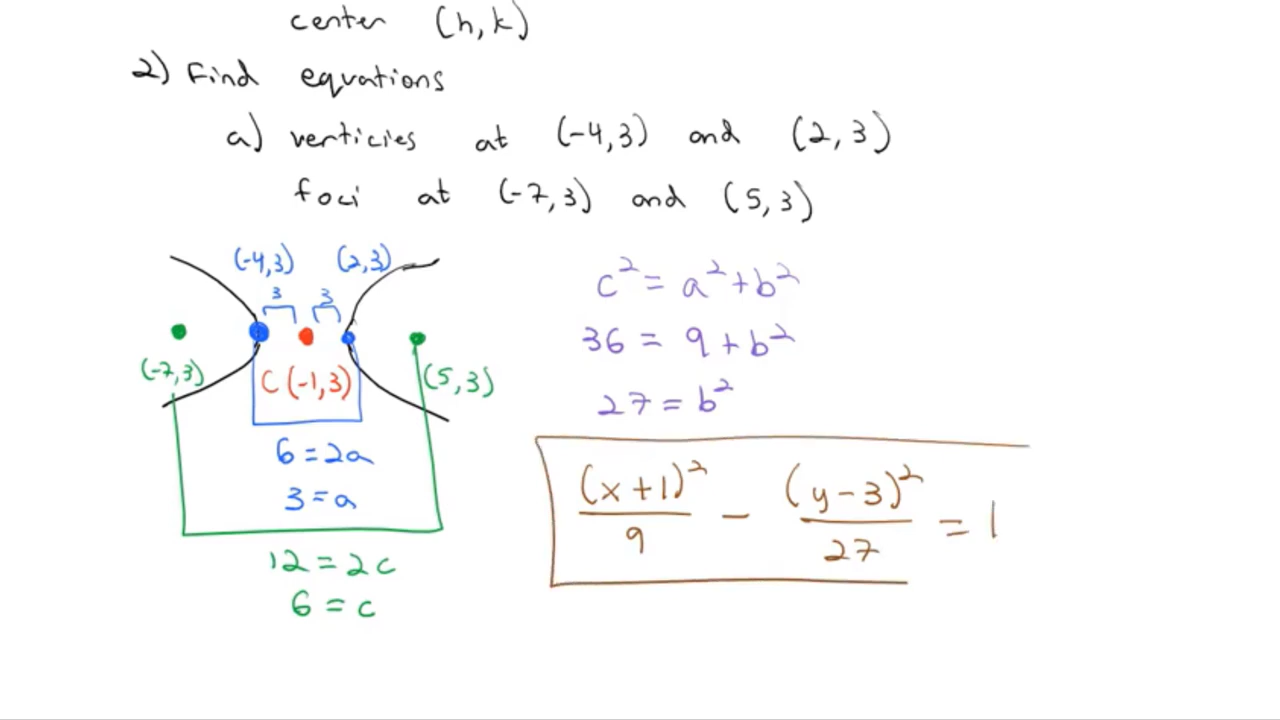 center (h,k)
2) Find equations
a) verticies at (-4,3) and (2,3)
foci at (-7,3) and (5,3)
(-4,3) (2,3)
3 3
(-7,3) C(-1,3) (5,3)
6=2a
3=a
12=2c
6=c
c²=a²+b²
36=9+b²
27=b²
(x+1)²/9 - (y-3)²/27 = 1